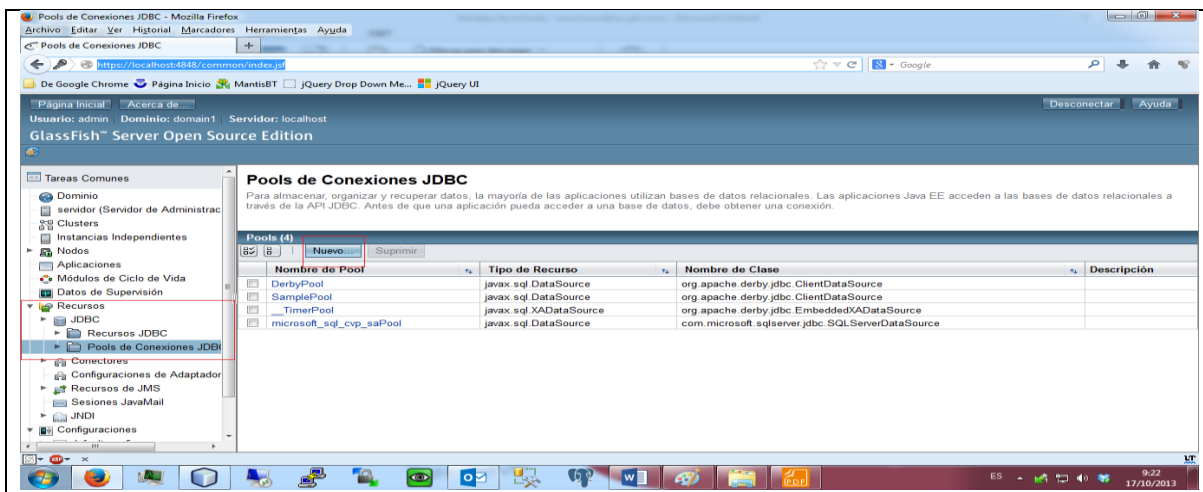 Pools de Conexiones JDBC - Mozilla Firefox
Archivo Editar Ver Historial Marcadores Herramientas Ayuda
Pools de Conexiones JDBC
https://localhost:4848/common/index.jsf
Google
De Google Chrome Página Inicio MantisBT jQuery Drop Down Me... jQuery UI
Página Inicial Acerca de... Desconectar Ayuda
Usuario: admin Dominio: domain1 Servidor: localhost
GlassFish™ Server Open Source Edition
Tareas Comunes
Dominio
servidor (Servidor de Administrac
Clusters
Instancias Independientes
Nodos
Aplicaciones
Módulos de Ciclo de Vida
Datos de Supervisión
Recursos
JDBC
Recursos JDBC
Pools de Conexiones JDBC
Conectores
Configuraciones de Adaptador
Recursos de JMS
Sesiones JavaMail
JNDI
Configuraciones
Pools de Conexiones JDBC
Para almacenar, organizar y recuperar datos, la mayoría de las aplicaciones utilizan bases de datos relacionales. Las aplicaciones Java EE acceden a las bases de datos relacionales a
través de la API JDBC. Antes de que una aplicación pueda acceder a una base de datos, debe obtener una conexión.
Pools (4)
Nuevo... Suprimir
Nombre de Pool Tipo de Recurso Nombre de Clase Descripción
DerbyPool javax.sql.DataSource org.apache.derby.jdbc.ClientDataSource
SamplePool javax.sql.DataSource org.apache.derby.jdbc.ClientDataSource
__TimerPool javax.sql.XADataSource org.apache.derby.jdbc.EmbeddedXADataSource
microsoft_sql_cvp_saPool javax.sql.DataSource com.microsoft.sqlserver.jdbc.SQLServerDataSource
ES 9:22
17/10/2013